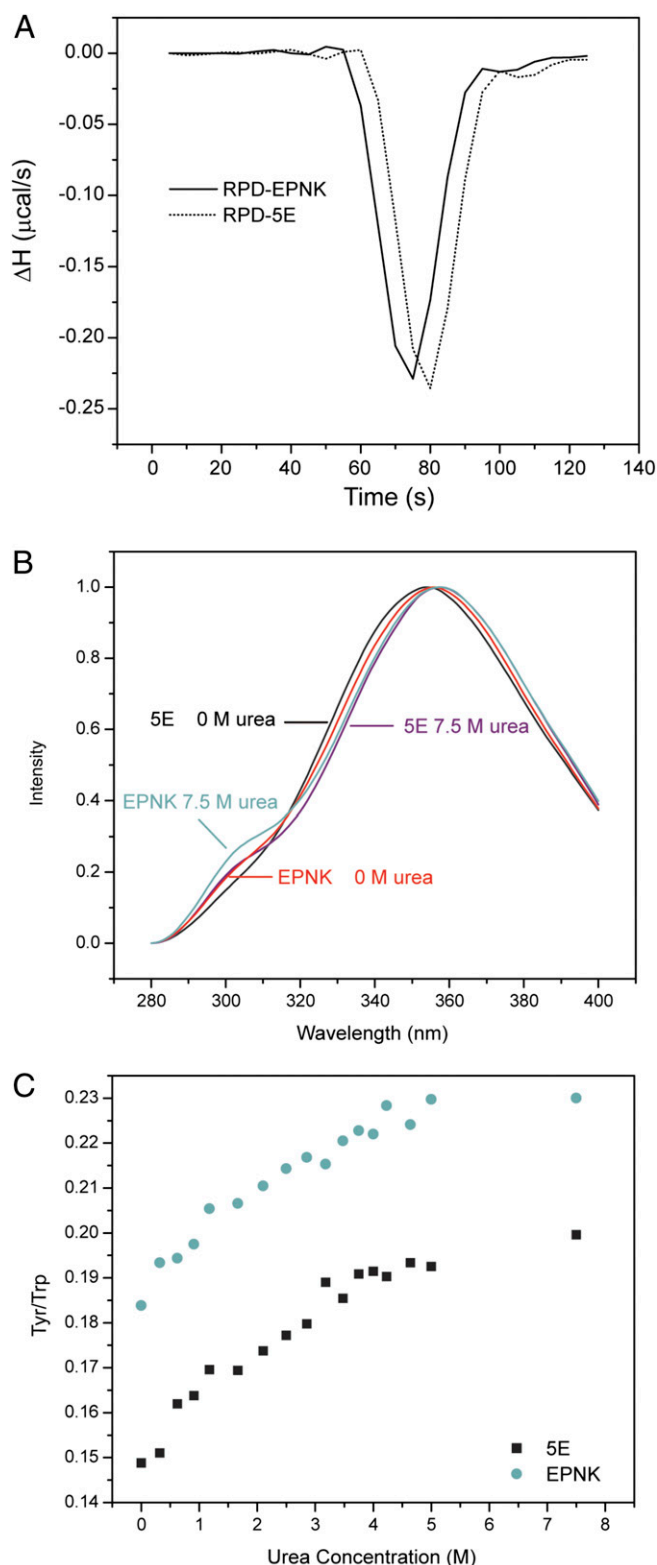 A
0.00
-0.05
-0.10
-0.15
-0.20
-0.25
ΔH (μcal/s)
RPD-EPNK
RPD-5E
0 20 40 60 80 100 120 140
Time (s)
B
1.0
0.8
0.6
0.4
0.2
0.0
Intensity
5E 0 M urea
5E 7.5 M urea
EPNK 7.5 M urea
EPNK 0 M urea
280 300 320 340 360 380 400
Wavelength (nm)
C
0.23
0.22
0.21
0.20
0.19
0.18
0.17
0.16
0.15
0.14
Tyr/Trp
5E
EPNK
0 1 2 3 4 5 6 7 8
Urea Concentration (M)